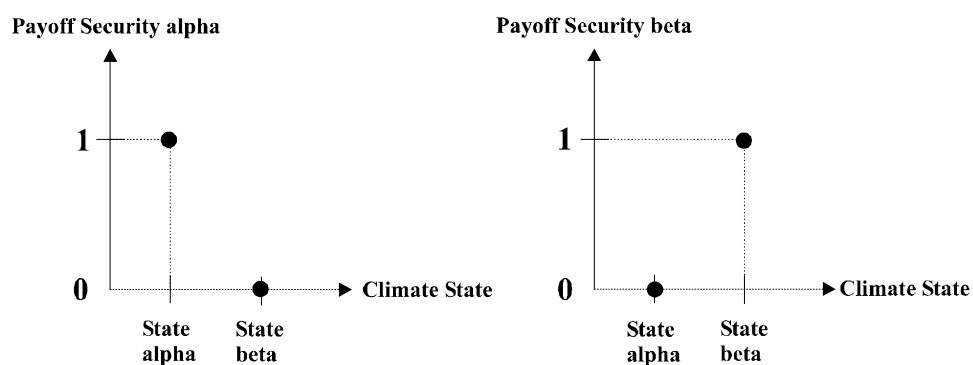 Payoff Security alpha
1
0
Climate State
State alpha
State beta
Payoff Security beta
1
0
Climate State
State alpha
State beta